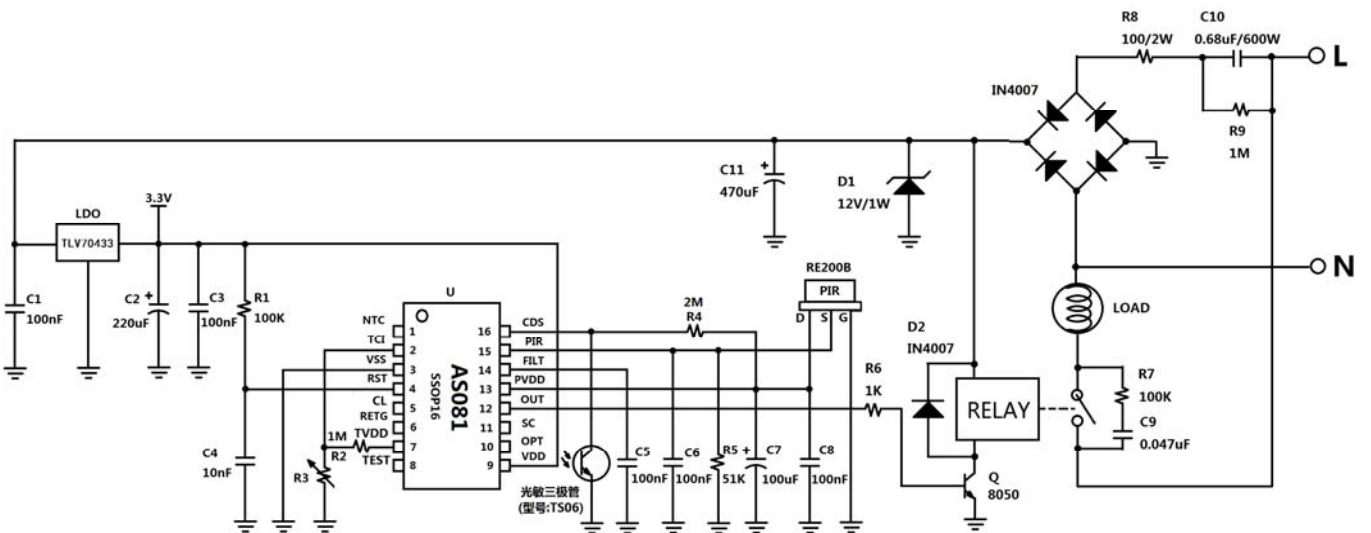 R8
100/2W
C10
0.68uF/600W
L
IN4007
R9
1M
C11
470uF
D1
12V/1W
3.3V
LDO
TLV70433
N
RE200B
PIR
D S G
LOAD
C1
100nF
C2
220uF
C3
100nF
R1
100K
U
NTC
TCI
VSS
RST
CL
RETG
TVDD
TEST
1
2
3
4
5
6
7
8
AS081
SSOP16
16
15
14
13
12
11
10
9
CDS
PIR
FILT
PVDD
OUT
SC
OPT
VDD
2M
R4
D2
IN4007
R6
1K
RELAY
R7
100K
C9
0.047uF
1M
R2
R3
C4
10nF
光敏三极管
(型号:TS06)
C5
100nF
C6
100nF
R5
51K
C7
100uF
C8
100nF
Q
8050